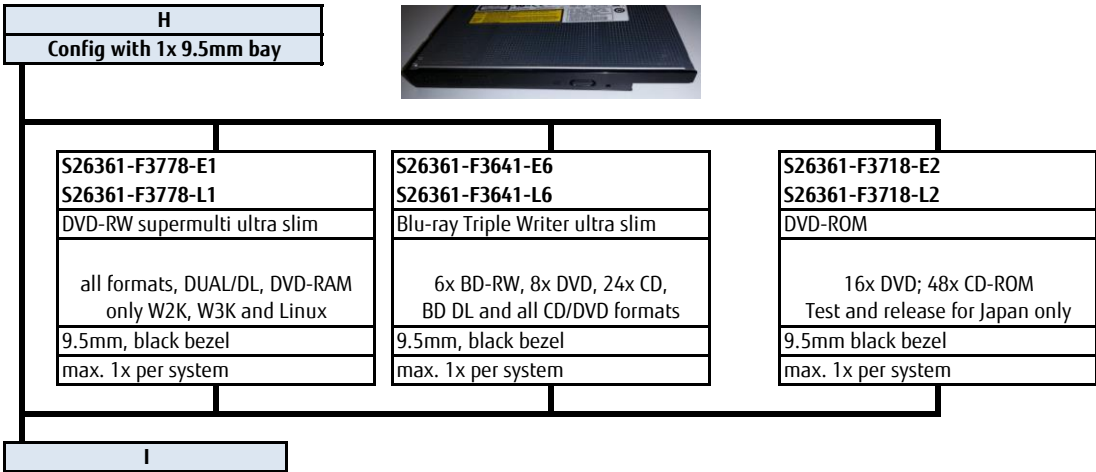 H
Config with 1x 9.5mm bay
S26361-F3778-E1
S26361-F3778-L1
DVD-RW supermulti ultra slim
all formats, DUAL/DL, DVD-RAM
only W2K, W3K and Linux
9.5mm, black bezel
max. 1x per system
S26361-F3641-E6
S26361-F3641-L6
Blu-ray Triple Writer ultra slim
6x BD-RW, 8x DVD, 24x CD,
BD DL and all CD/DVD formats
9.5mm, black bezel
max. 1x per system
S26361-F3718-E2
S26361-F3718-L2
DVD-ROM
16x DVD; 48x CD-ROM
Test and release for Japan only
9.5mm black bezel
max. 1x per system
I